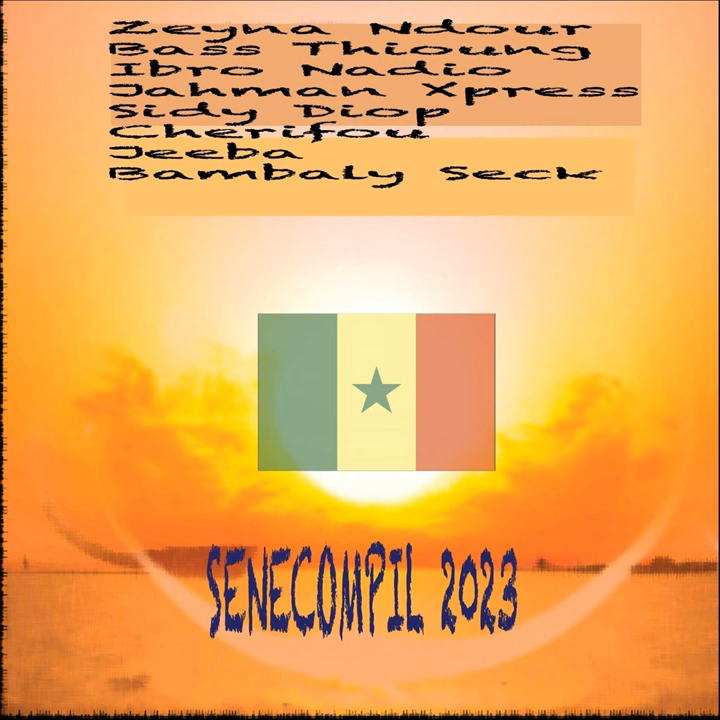 Zeyna Ndour
Bass Thioung
Ibro Nadio
Jahman Xpress
Sidy Diop
Cherifou
Jeeba
Bambaly Seck
SENECOMPIL 2023